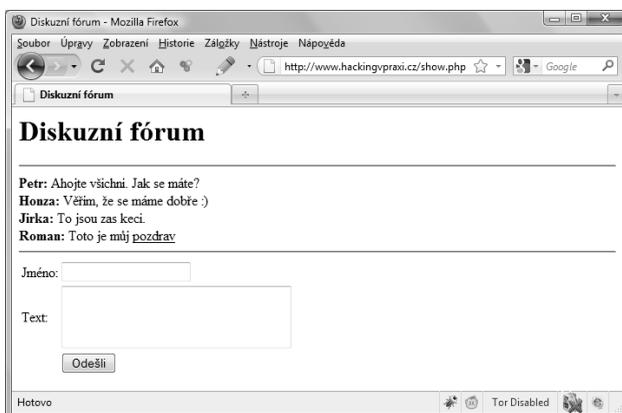 Diskuzní fórum - Mozilla Firefox
Soubor Úpravy Zobrazení Historie Záložky Nástroje Nápověda
http://www.hackingvpraxi.cz/show.php Google
Diskuzní fórum
Diskuzní fórum
Petr: Ahojte všichni. Jak se máte?
Honza: Věřim, že se máme dobře :)
Jirka: To jsou zas keci.
Roman: Toto je můj pozdrav
Jméno:
Text:
Odešli
Hotovo Tor Disabled